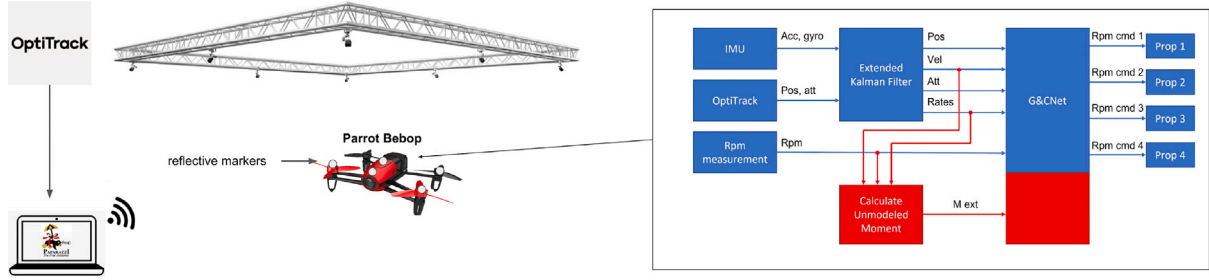 OptiTrack
reflective markers
Parrot Bebop
PAPARAZZI
IMU
Acc, gyro
OptiTrack
Pos, att
Rpm
measurement
Rpm
Extended
Kalman Filter
Pos
Vel
Att
Rates
Calculate
Unmodeled
Moment
M ext
G&CNet
Rpm cmd 1
Prop 1
Rpm cmd 2
Prop 2
Rpm cmd 3
Prop 3
Rpm cmd 4
Prop 4